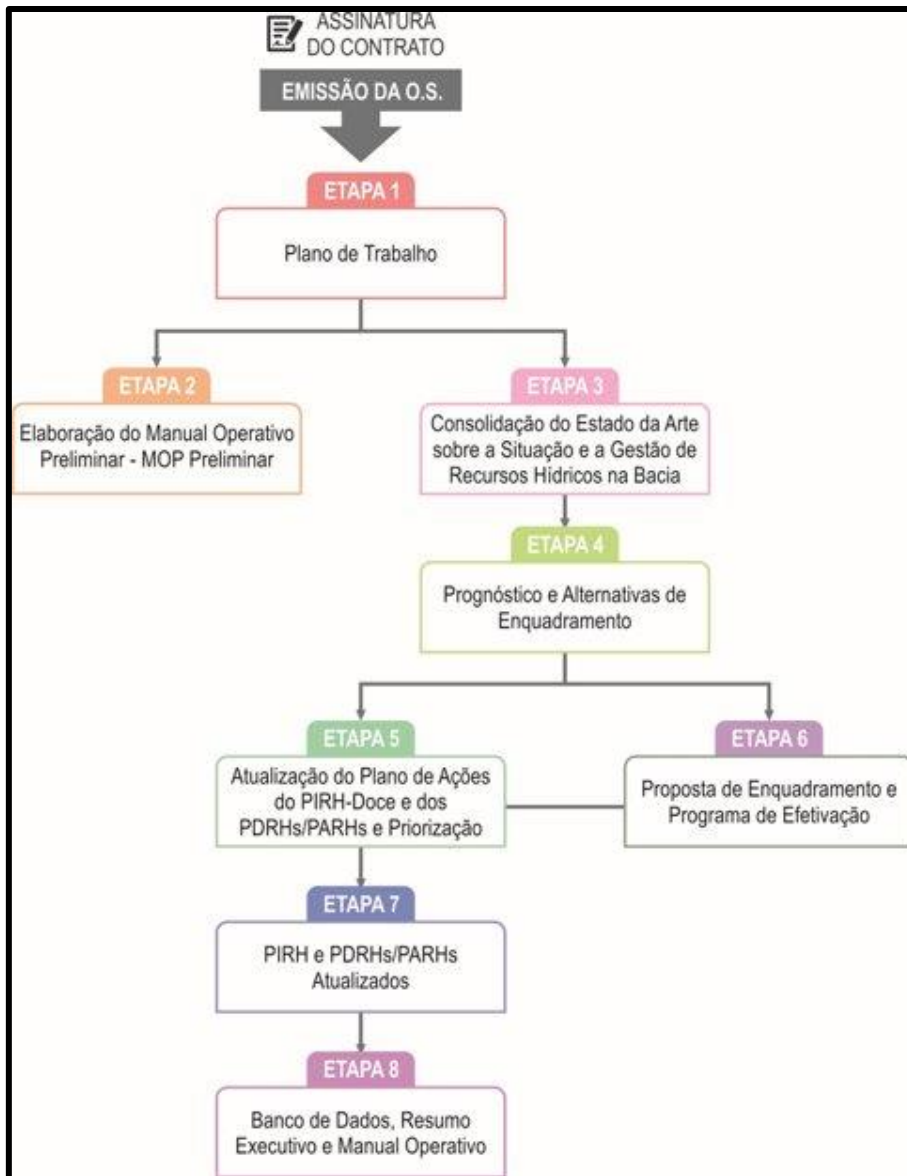 ASSINATURA
DO CONTRATO
EMISSÃO DA O.S.
ETAPA 1
Plano de Trabalho
ETAPA 2
Elaboração do Manual Operativo
Preliminar - MOP Preliminar
ETAPA 3
Consolidação do Estado da Arte
sobre a Situação e a Gestão de
Recursos Hídricos na Bacia
ETAPA 4
Prognóstico e Alternativas de
Enquadramento
ETAPA 5
Atualização do Plano de Ações
do PIRH-Doce e dos
PDRHs/PARHs e Priorização
ETAPA 6
Proposta de Enquadramento e
Programa de Efetivação
ETAPA 7
PIRH e PDRHs/PARHs
Atualizados
ETAPA 8
Banco de Dados, Resumo
Executivo e Manual Operativo